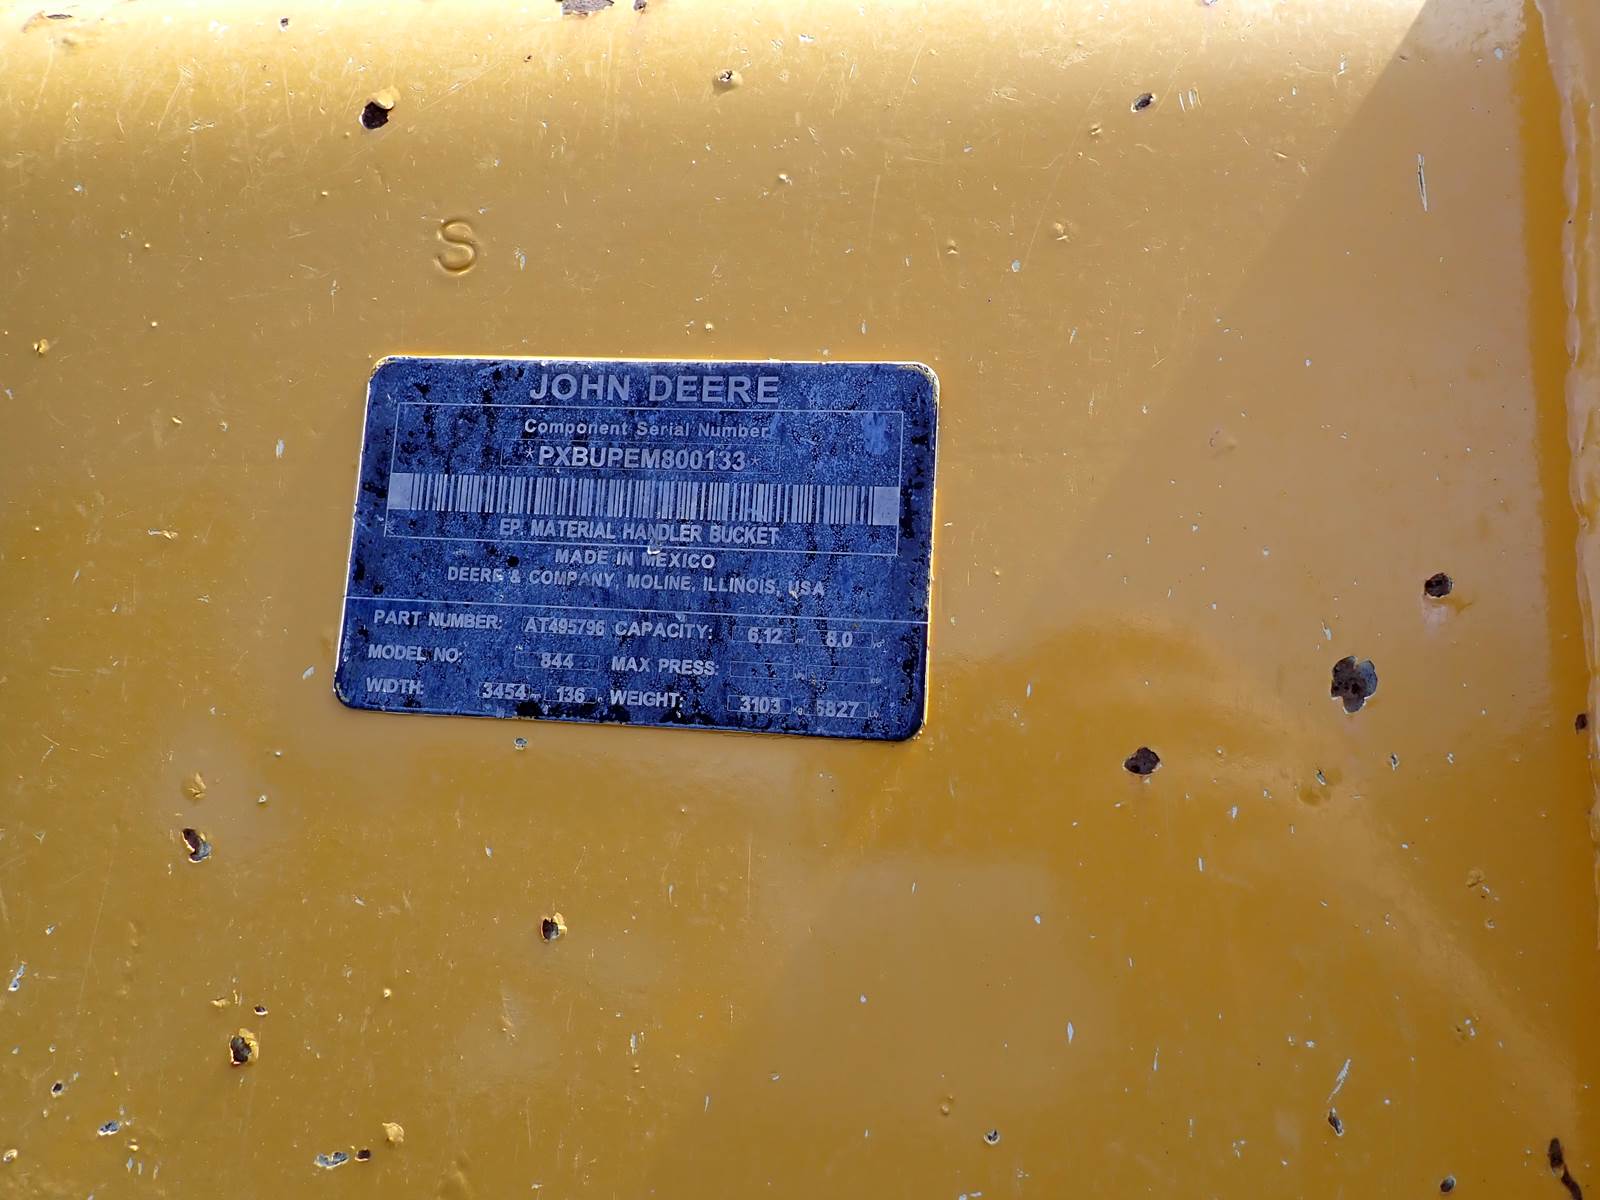 S
JOHN DEERE
Component Serial Number
*PXBUPEM800133*
EP. MATERIAL HANDLER BUCKET
MADE IN MEXICO
DEERE & COMPANY, MOLINE, ILLINOIS, USA
PART NUMBER: AT495796 CAPACITY: 6.12 8.0
MODEL NO: 844 MAX PRESS:
WIDTH: 3454 136 WEIGHT: 3103 6827